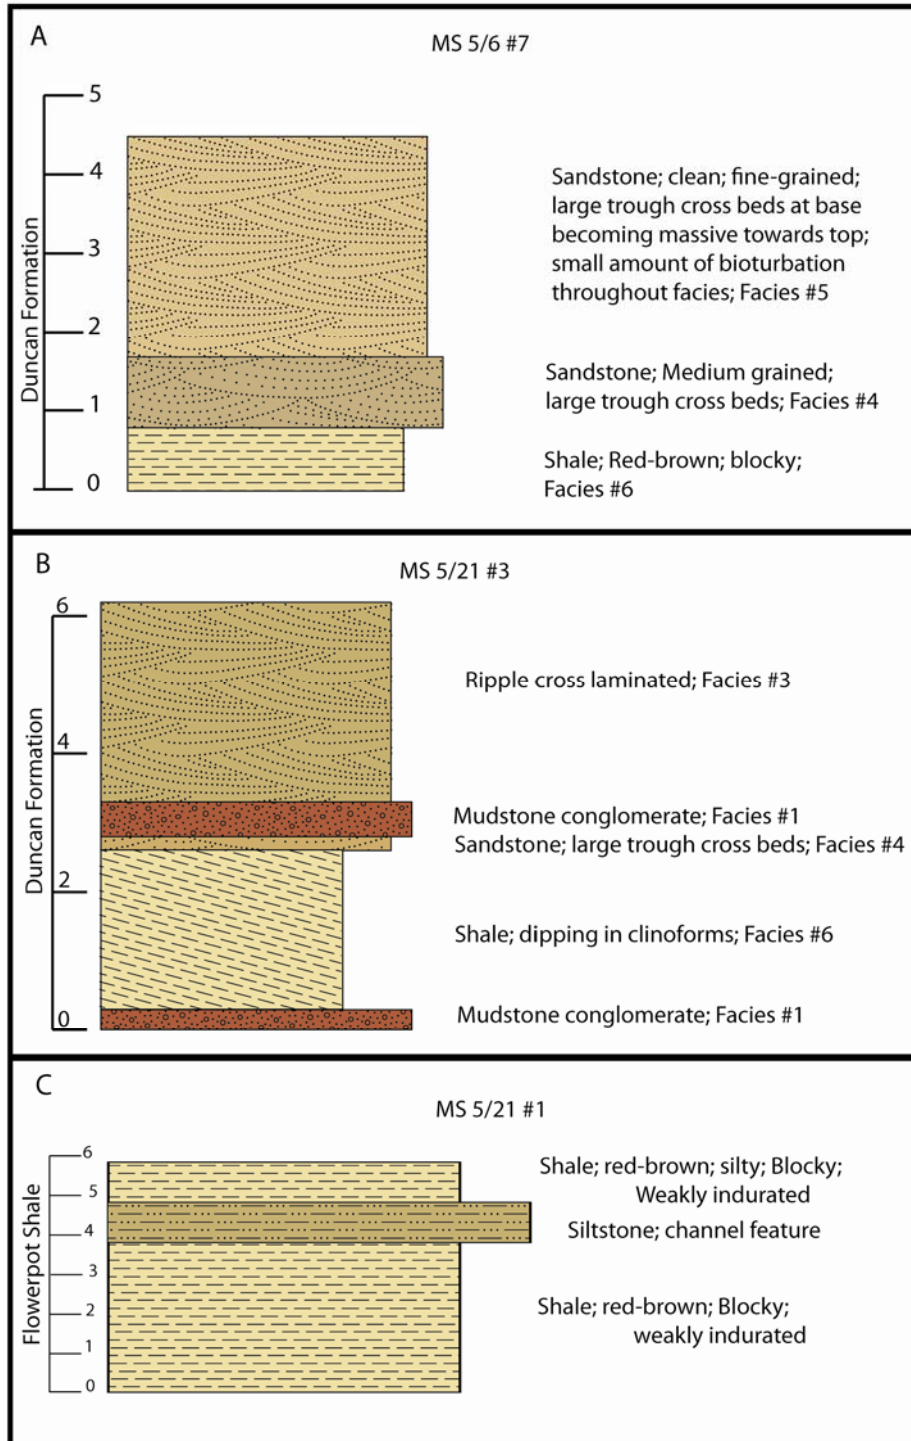 A
MS 5/6 #7
5
4
3
2
1
0
Duncan Formation
Sandstone; clean; fine-grained;
large trough cross beds at base
becoming massive towards top;
small amount of bioturbation
throughout facies; Facies #5
Sandstone; Medium grained;
large trough cross beds; Facies #4
Shale; Red-brown; blocky;
Facies #6
B
MS 5/21 #3
6
4
2
0
Duncan Formation
Ripple cross laminated; Facies #3
Mudstone conglomerate; Facies #1
Sandstone; large trough cross beds; Facies #4
Shale; dipping in clinoforms; Facies #6
Mudstone conglomerate; Facies #1
C
MS 5/21 #1
6
5
4
3
2
1
0
Flowerpot Shale
Shale; red-brown; silty; Blocky;
Weakly indurated
Siltstone; channel feature
Shale; red-brown; Blocky;
weakly indurated